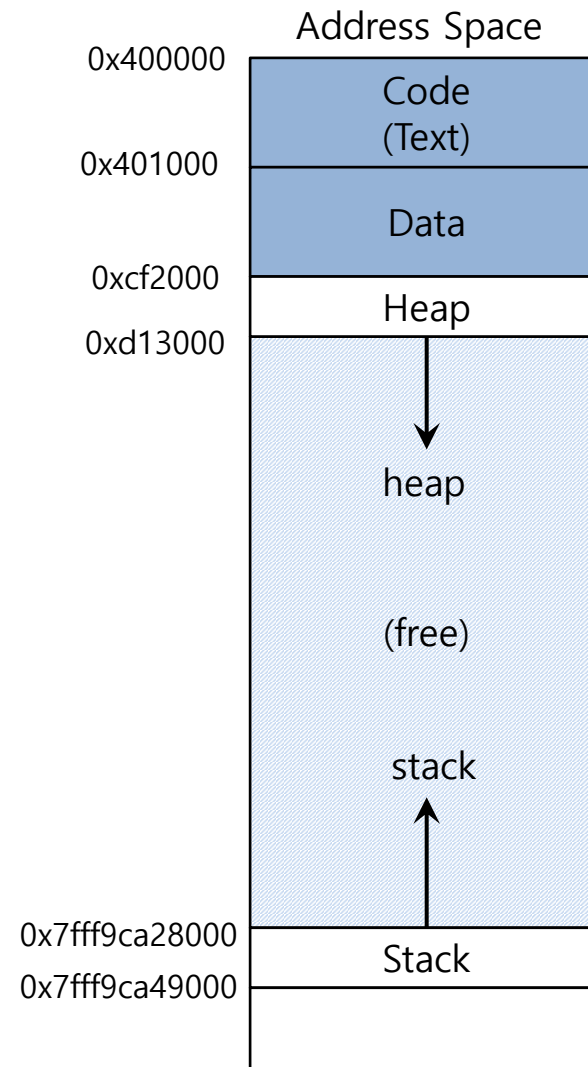 Address Space
0x400000
Code
(Text)
0x401000
Data
0xcf2000
Heap
0xd13000
heap
(free)
stack
0x7fff9ca28000
Stack
0x7fff9ca49000